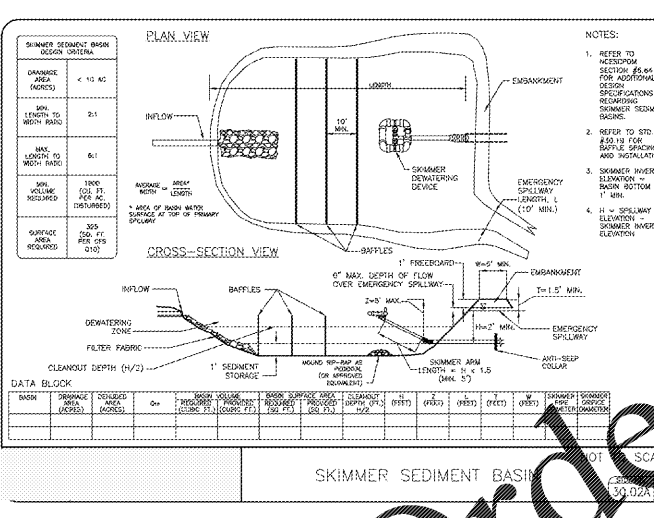 SKIMMER SEDIMENT BASIN
DESIGN CRITERIA
DRAINAGE
AREA
(ACRES)
< 10 AC
MIN.
LENGTH TO
WIDTH RATIO
2:1
MAX.
LENGTH TO
WIDTH RATIO
6:1
MIN.
VOLUME
REQUIRED
1800
(CU. FT.
PER AC.
DISTURBED)
SURFACE
AREA
REQUIRED
325
(SQ. FT.
PER CFS
Q10)
PLAN VIEW
INFLOW
LENGTH
10'
MIN.
EMBANKMENT
SKIMMER
DEWATERING
DEVICE
EMERGENCY
SPILLWAY
LENGTH, L
(10' MIN.)
AVERAGE
WIDTH = AREA*
LENGTH
* AREA OF BASIN WATER
SURFACE AT TOP OF PRIMARY
SPILLWAY
BAFFLES
NOTES:
1. REFER TO
SECTION
FOR ADDITIONAL
DESIGN
SPECIFICATIONS
REGARDING
SKIMMER SEDIM
BASINS.
2. REFER TO STD.
FOR
BAFFLE SPACING
AND INSTALLATI
3. SKIMMER INVER
ELEVATION =
BASIN BOTTOM
1' MIN.
4. H = SPILLWAY
ELEVATION -
SKIMMER INVER
ELEVATION
CROSS-SECTION VIEW
INFLOW
BAFFLES
DEWATERING
ZONE
FILTER FABRIC
CLEANOUT DEPTH (H/2)
1' SEDIMENT
STORAGE
6" MAX. DEPTH OF FLOW
OVER EMERGENCY SPILLWAY
1' FREEBOARD
W=5' MIN.
EMBANKMENT
T=1.5' MIN.
H=2' MIN.
EMERGENCY
SPILLWAY
ANTI-SEEP
COLLAR
MOUND RIP-RAP AS
PEDESTAL
(OR APPROVED
EQUIVALENT)
SKIMMER ARM
LENGTH = H x 1.5
(MIN. 5')
DATA BLOCK
BASIN
DRAINAGE
AREA
(ACRES)
DENUDED
AREA
(ACRES)
BASIN VOLUME
REQUIRED
(CUBIC FT.)
PROVIDED
(CUBIC FT.)
BASIN SURFACE AREA
REQUIRED
(SQ FT.)
PROVIDED
(SQ FT.)
CLEANOUT
DEPTH (FT.)
H/2
H
(FEET)
Z
(FEET)
L
(FEET)
T
(FEET)
W
(FEET)
SKIMMER
PIPE
SKIMMER
ORIFICE
DIAMETER
SKIMMER SEDIMENT BASIN
30.02A